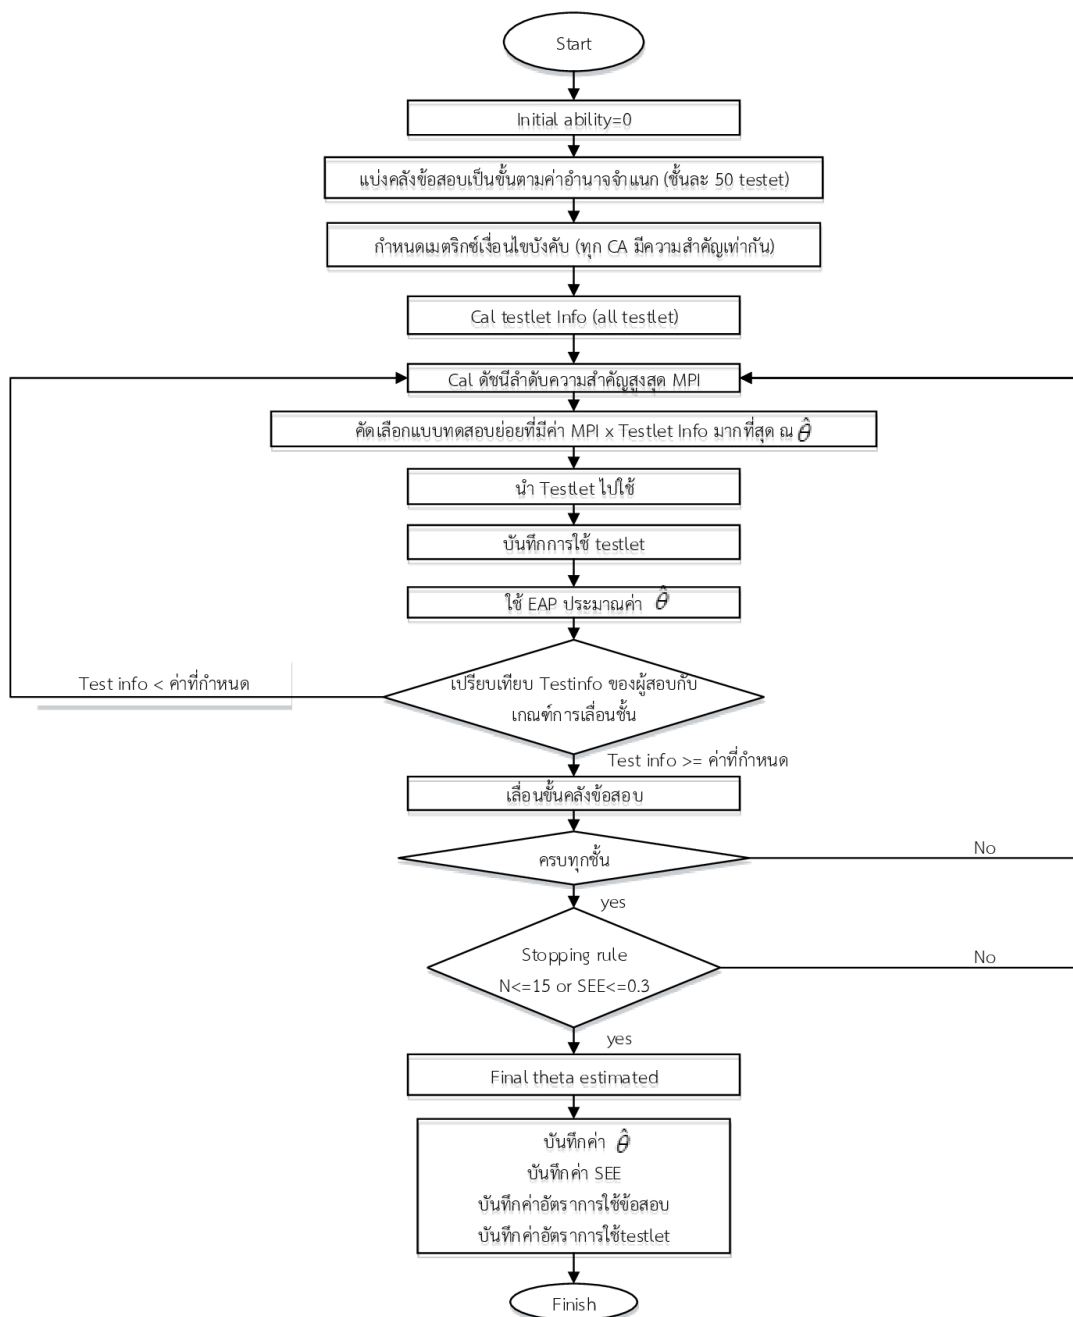 Start
Initial ability=0
แบ่งคลังข้อสอบเป็นชั้นตามค่าอำนาจจำแนก (ชั้นละ 50 testet)
กำหนดเมตริกซ์เงื่อนไขบังคับ (ทุก CA มีความสำคัญเท่ากัน)
Cal testlet Info (all testlet)
Cal ดัชนีลำดับความสำคัญสูงสุด MPI
คัดเลือกแบบทดสอบย่อยที่มีค่า MPI x Testlet Info มากที่สุด ณ θ̂
นำ Testlet ไปใช้
บันทึกการใช้ testlet
ใช้ EAP ประมาณค่า θ̂
Test info < ค่าที่กำหนด
เปรียบเทียบ Testinfo ของผู้สอบกับ
เกณฑ์การเลื่อนชั้น
Test info >= ค่าที่กำหนด
เลื่อนชั้นคลังข้อสอบ
ครบทุกชั้น
No
yes
Stopping rule
N<=15 or SEE<=0.3
No
yes
Final theta estimated
บันทึกค่า θ̂
บันทึกค่า SEE
บันทึกค่าอัตราการใช้ข้อสอบ
บันทึกค่าอัตราการใช้testlet
Finish